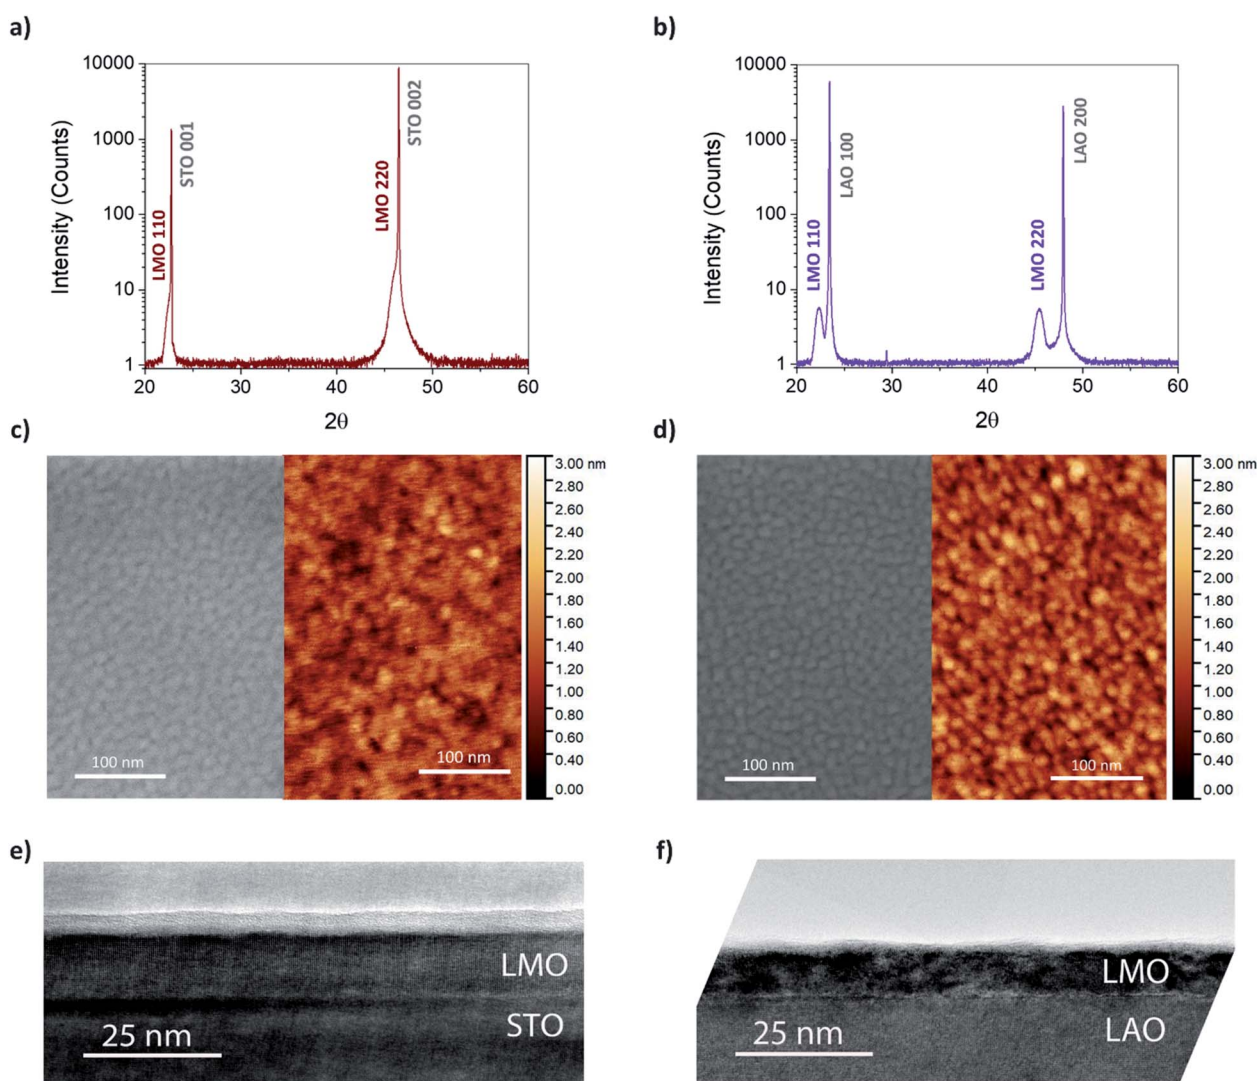 a)
10000
1000
100
10
1
Intensity (Counts)
LMO 110
STO 001
LMO 220
STO 002
20 30 40 50 60
2θ
b)
10000
1000
100
10
1
Intensity (Counts)
LMO 110
LAO 100
LMO 220
LAO 200
20 30 40 50 60
2θ
c)
100 nm
100 nm
3.00 nm
2.80
2.60
2.40
2.20
2.00
1.80
1.60
1.40
1.20
1.00
0.80
0.60
0.40
0.00
d)
100 nm
100 nm
3.00 nm
2.80
2.60
2.40
2.20
2.00
1.80
1.60
1.40
1.20
1.00
0.80
0.60
0.40
0.00
e)
LMO
STO
25 nm
f)
LMO
LAO
25 nm